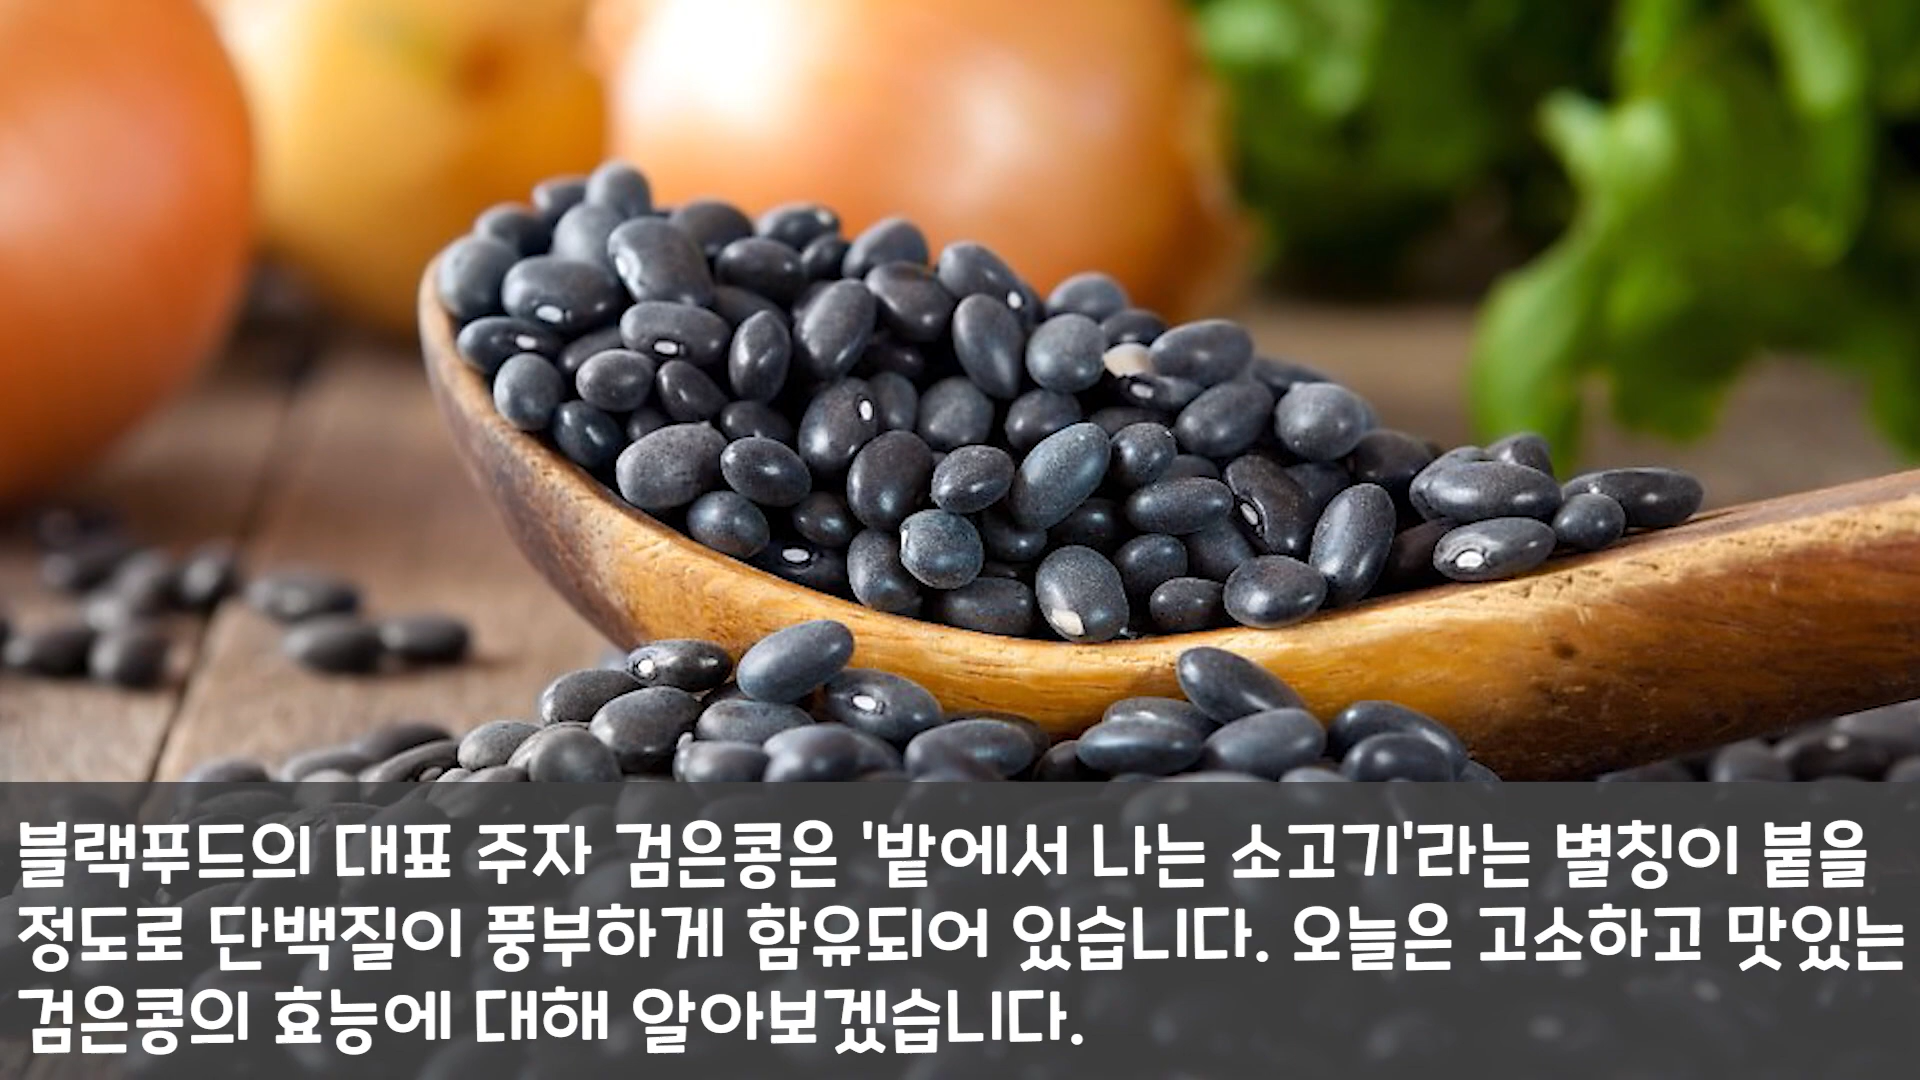 블랙푸드의 대표 주자 검은콩은 '밭에서 나는 소고기'라는 별칭이 붙을
정도로 단백질이 풍부하게 함유되어 있습니다. 오늘은 고소하고 맛있는
검은콩의 효능에 대해 알아보겠습니다.